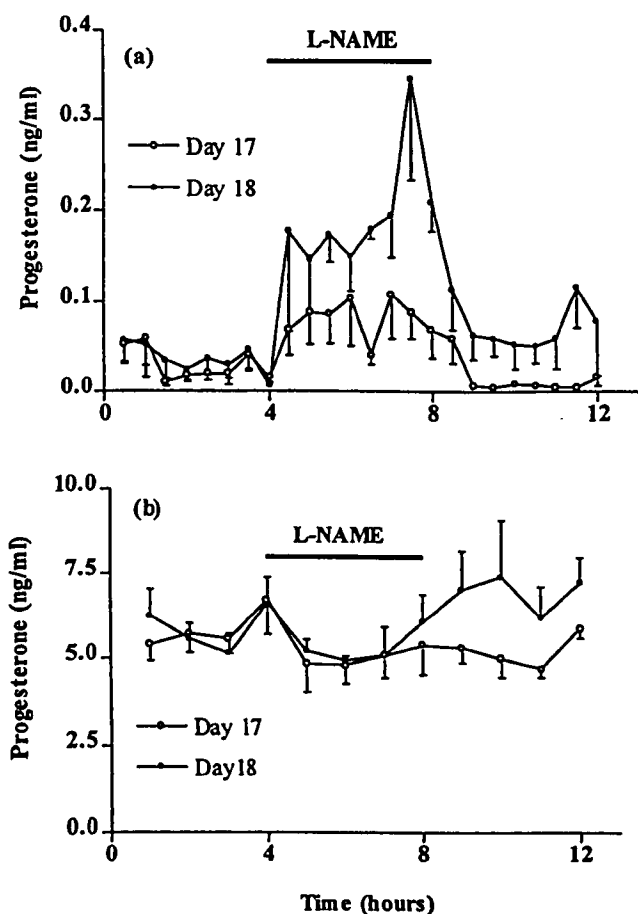 (a)
L-NAME
Day 17
Day 18
Progesterone (ng/ml)
0.4
0.3
0.2
0.1
0.0
0
4
8
12
(b)
L-NAME
Day 17
Day18
Progesterone (ng/ml)
10.0
7.5
5.0
2.5
0.0
0
4
8
12
Time (hours)